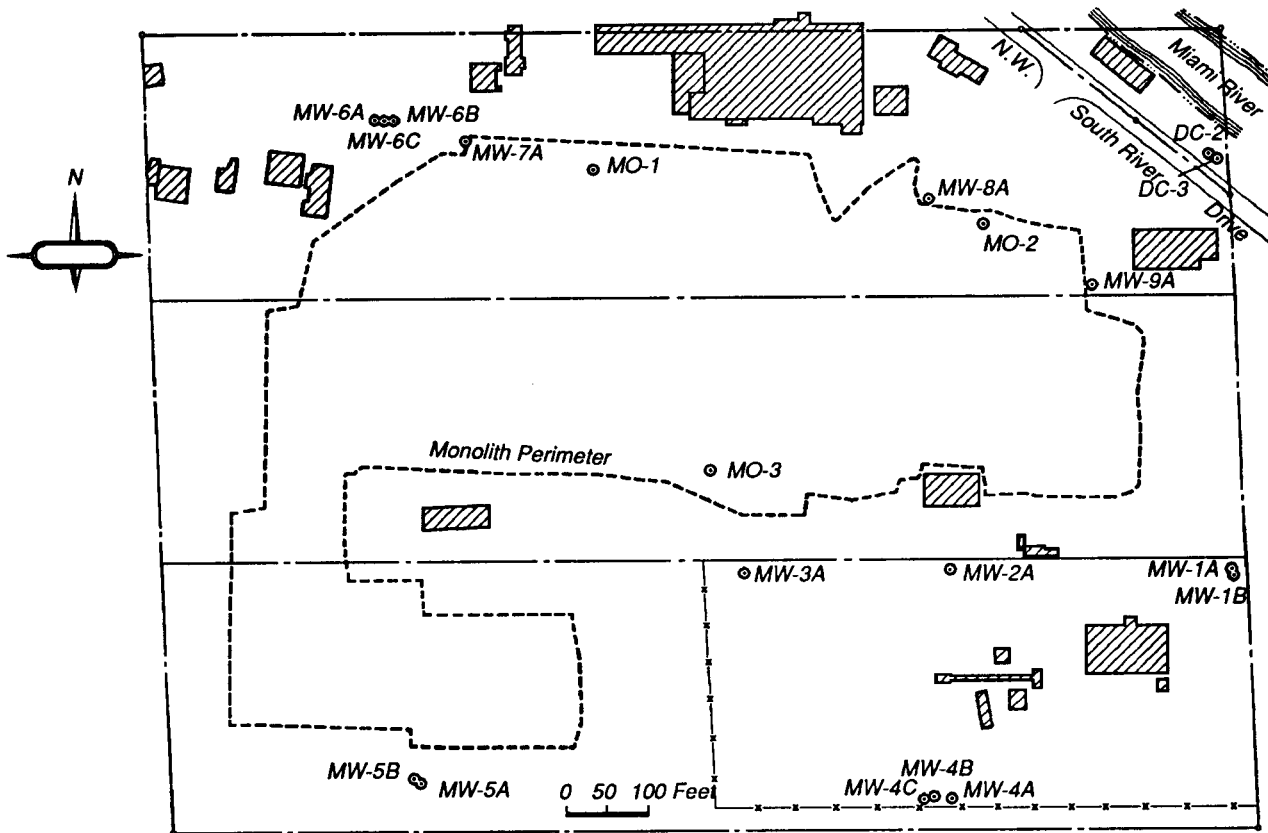 N.W.
South River
Drive
Miami River
DC-2
DC-3
MW-6A
MW-6B
MW-6C
MW-7A
MO-1
MW-8A
MO-2
MW-9A
N
Monolith Perimeter
MO-3
MW-3A
MW-2A
MW-1A
MW-1B
MW-5B
MW-5A
0 50 100 Feet
MW-4B
MW-4C
MW-4A